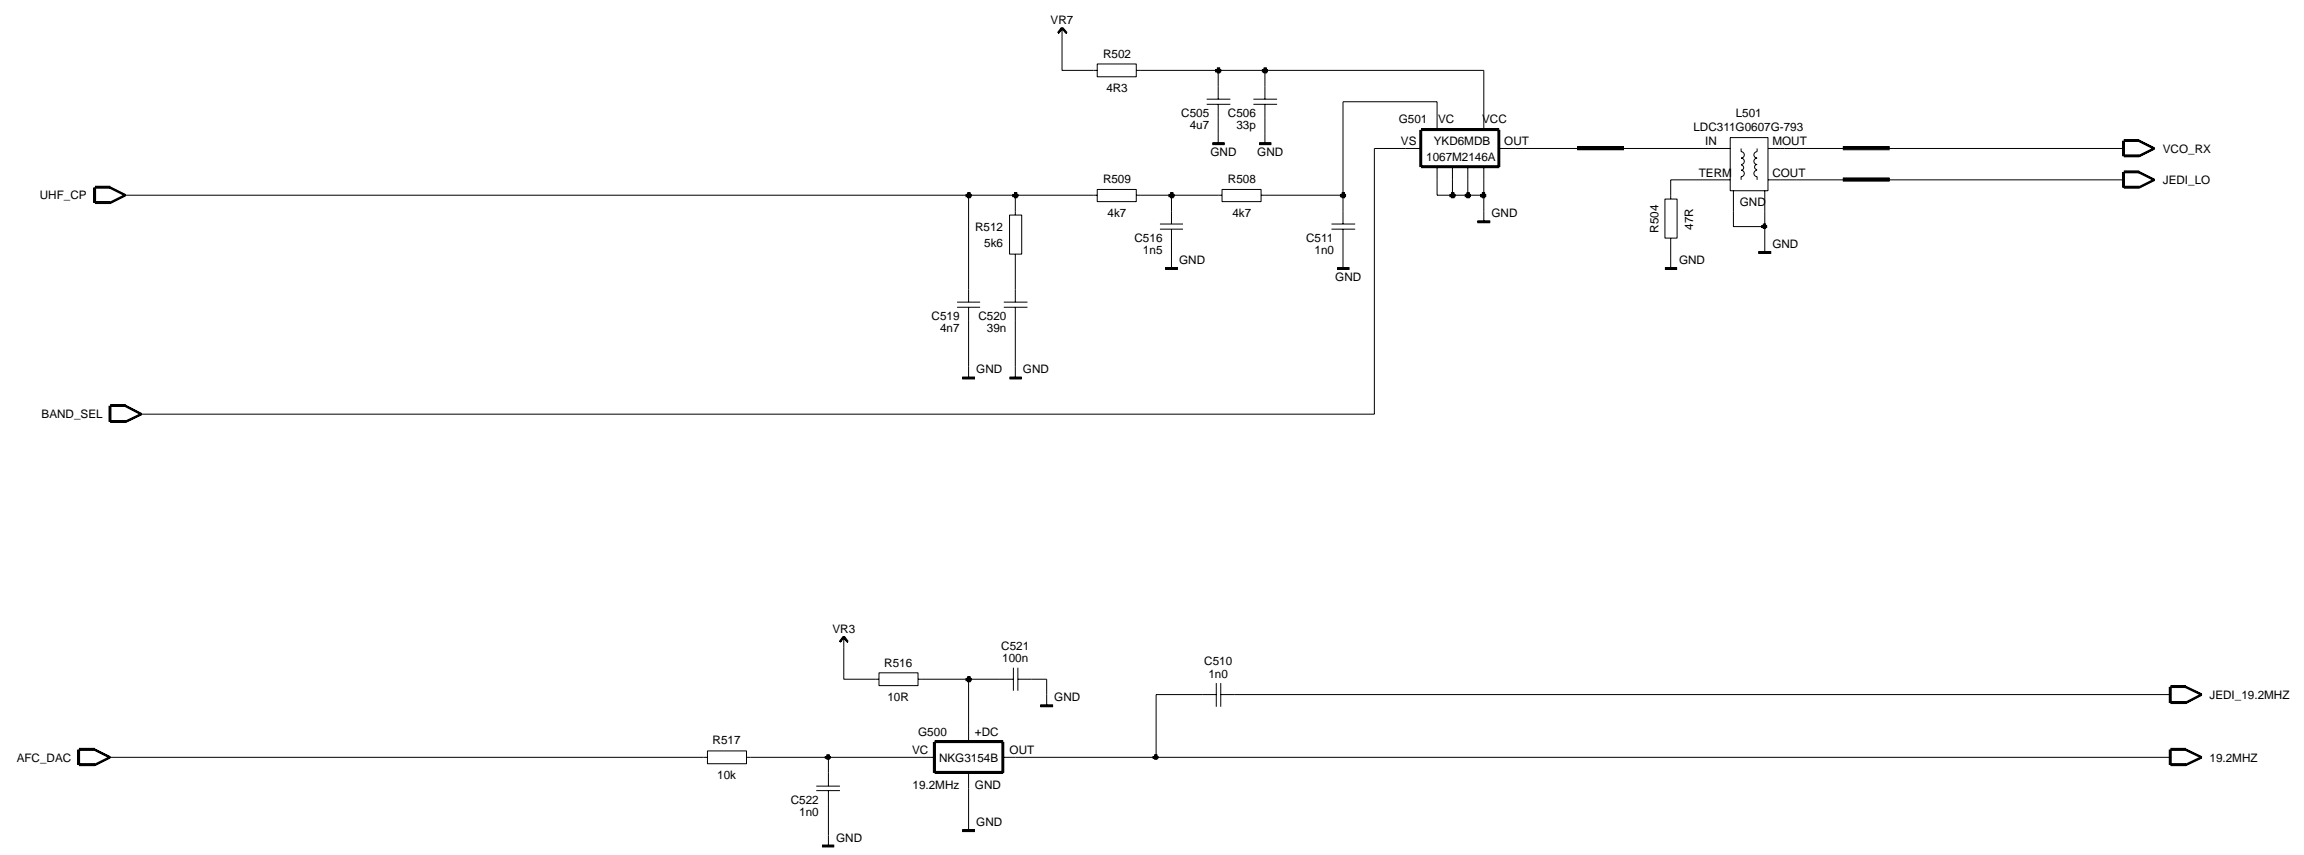 VR7
R502
4R3
C505
4u7
GND
C506
33p
GND
G501
VC
VCC
VS
YKD6MDB
1067M2146A
OUT
GND
L501
LDC311G0607G-793
IN
MOUT
TERM
COUT
GND
GND
R504
47R
GND
VCO_RX
JEDI_LO
UHF_CP
R509
4k7
R508
4k7
R512
5k6
C516
1n5
GND
C511
1n0
GND
C519
4n7
GND
C520
39n
GND
BAND_SEL
VR3
R516
10R
C521
100n
GND
C510
1n0
JEDI_19.2MHZ
AFC_DAC
R517
10k
C522
1n0
GND
G500
+DC
VC
NKG3154B
OUT
19.2MHz
GND
GND
19.2MHZ